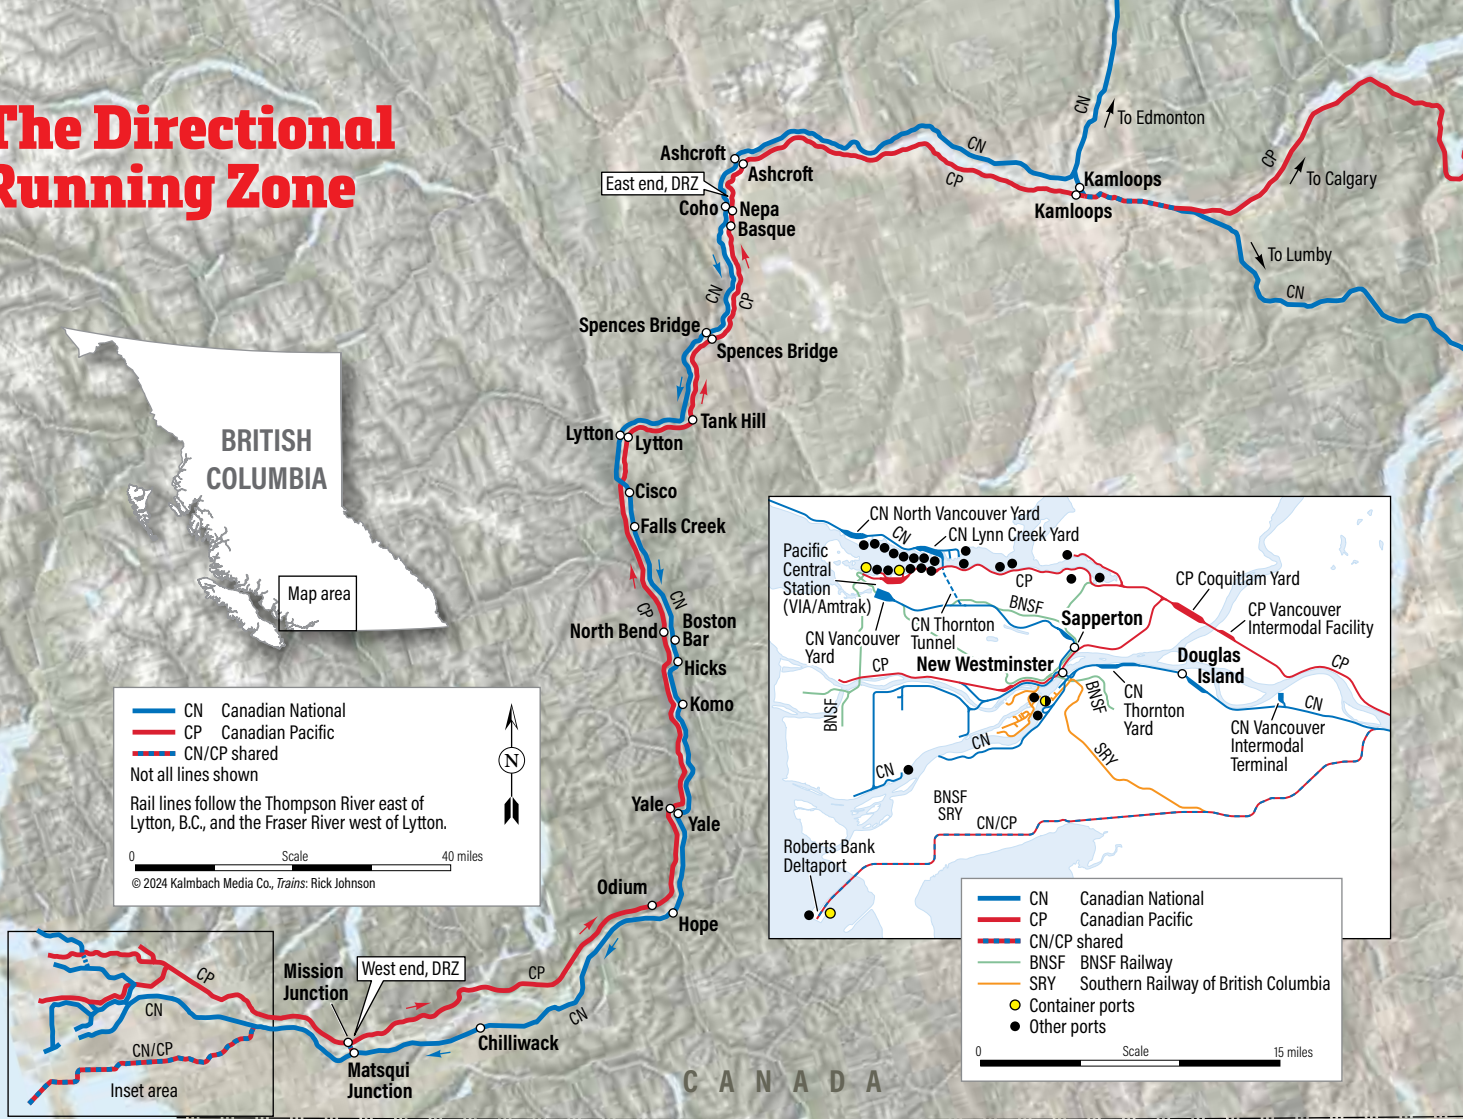 The Directional
Running Zone
CN
To Edmonton
CP
To Calgary
Ashcroft
Ashcroft
CN
CP
Kamloops
Kamloops
East end, DRZ
Coho
Nepa
Basque
To Lumby
CN
CN
CP
Spences Bridge
Spences Bridge
Tank Hill
Lytton
Lytton
Cisco
Falls Creek
CP
CN
North Bend
Boston
Bar
Hicks
Komo
Yale
Yale
Odium
Hope
CP
CN
Chilliwack
Mission
Junction
West end, DRZ
Matsqui
Junction
CP
CN
CN/CP
Inset area
CANADA
BRITISH
COLUMBIA
Map area
CN Canadian National
CP Canadian Pacific
CN/CP shared
Not all lines shown
Rail lines follow the Thompson River east of
Lytton, B.C., and the Fraser River west of Lytton.
N
0 Scale 40 miles
© 2024 Kalmbach Media Co., Trains: Rick Johnson
CN North Vancouver Yard
CN
CN Lynn Creek Yard
Pacific
Central
Station
(VIA/Amtrak)
CP
CP Coquitlam Yard
CP Vancouver
Intermodal Facility
BNSF
CN Thornton
Tunnel
CN Vancouver
Yard
Sapperton
New Westminster
CP
Douglas
Island
CP
BNSF
BNSF
CN
Thornton
Yard
CN
CN Vancouver
Intermodal
Terminal
CN
CN
SRY
BNSF
SRY
CN/CP
Roberts Bank
Deltaport
CN Canadian National
CP Canadian Pacific
CN/CP shared
BNSF BNSF Railway
SRY Southern Railway of British Columbia
Container ports
Other ports
0 Scale 15 miles